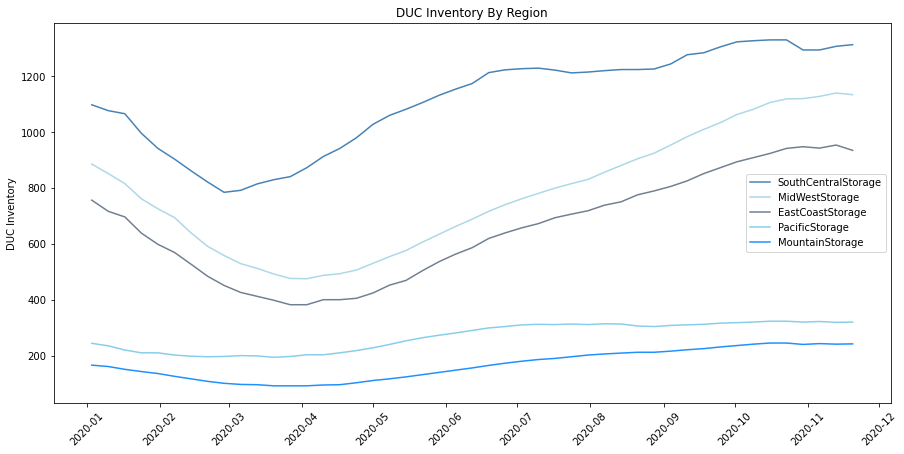 DUC Inventory By Region
DUC Inventory
1200
1000
800
600
400
200
SouthCentralStorage
MidWestStorage
EastCoastStorage
PacificStorage
MountainStorage
2020-01
2020-02
2020-03
2020-04
2020-05
2020-06
2020-07
2020-08
2020-09
2020-10
2020-11
2020-12